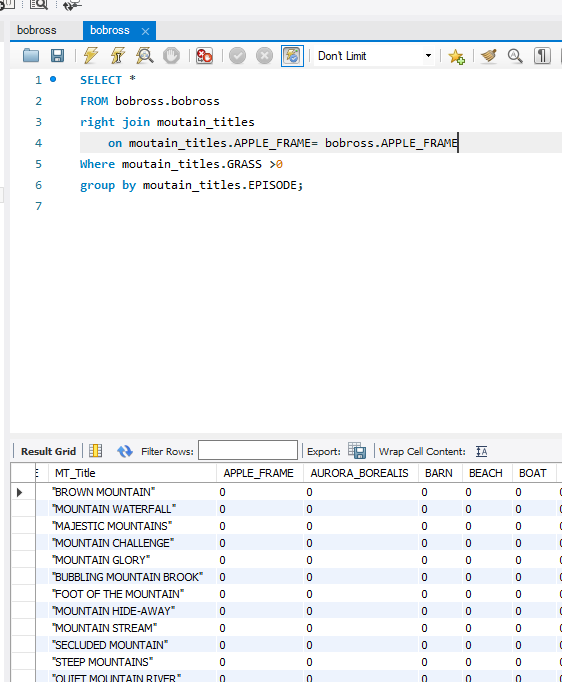 bobross
bobross
Don't Limit
1 SELECT *
2 FROM bobross.bobross
3 right join moutain_titles
4 on moutain_titles.APPLE_FRAME= bobross.APPLE_FRAME
5 Where moutain_titles.GRASS >0
6 group by moutain_titles.EPISODE;
7
Result Grid Filter Rows: Export: Wrap Cell Content:
MT_Title APPLE_FRAME AURORA_BOREALIS BARN BEACH BOAT
"BROWN MOUNTAIN" 0 0 0 0 0
"MOUNTAIN WATERFALL" 0 0 0 0 0
"MAJESTIC MOUNTAINS" 0 0 0 0 0
"MOUNTAIN CHALLENGE" 0 0 0 0 0
"MOUNTAIN GLORY" 0 0 0 0 0
"BUBBLING MOUNTAIN BROOK" 0 0 0 0 0
"FOOT OF THE MOUNTAIN" 0 0 0 0 0
"MOUNTAIN HIDE-AWAY" 0 0 0 0 0
"MOUNTAIN STREAM" 0 0 0 0 0
"SECLUDED MOUNTAIN" 0 0 0 0 0
"STEEP MOUNTAINS" 0 0 0 0 0
"QUIET MOUNTAIN RIVER" 0 0 0 0 0